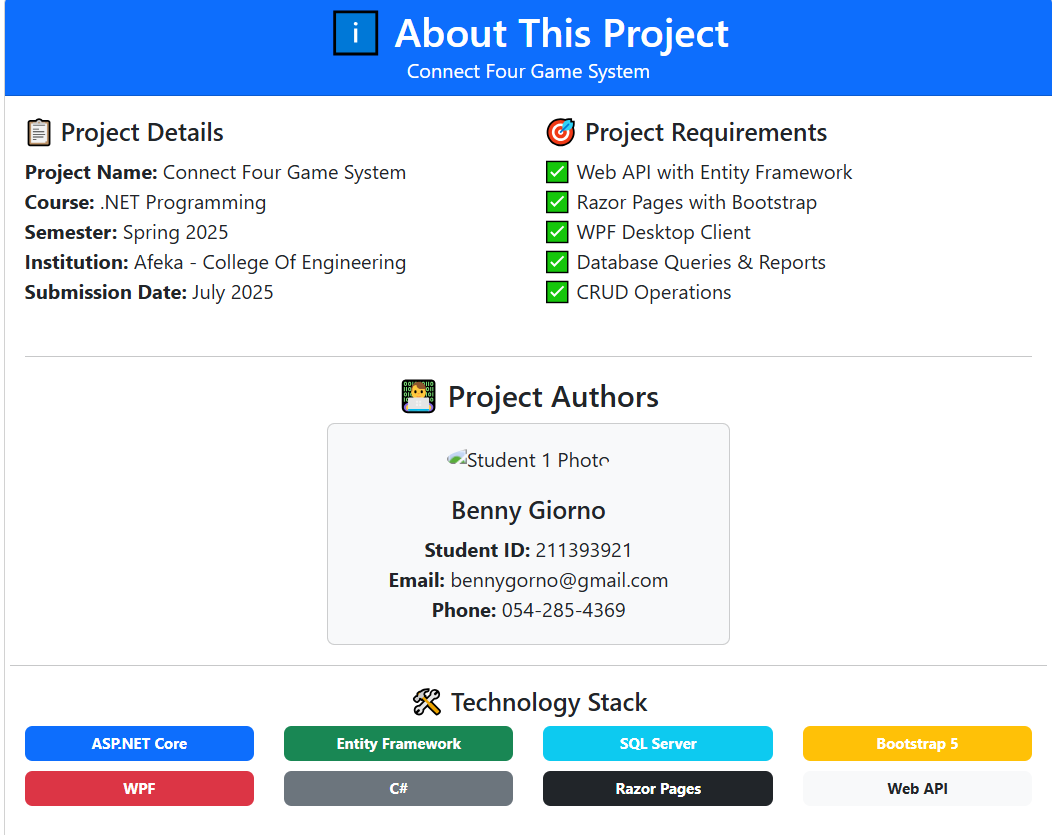 About This Project
Connect Four Game System
Project Details
Project Name: Connect Four Game System
Course: .NET Programming
Semester: Spring 2025
Institution: Afeka - College Of Engineering
Submission Date: July 2025
Project Requirements
Web API with Entity Framework
Razor Pages with Bootstrap
WPF Desktop Client
Database Queries & Reports
CRUD Operations
Project Authors
Student 1 Photo
Benny Giorno
Student ID: 211393921
Email: bennygorno@gmail.com
Phone: 054-285-4369
Technology Stack
ASP.NET Core
Entity Framework
SQL Server
Bootstrap 5
WPF
C#
Razor Pages
Web API